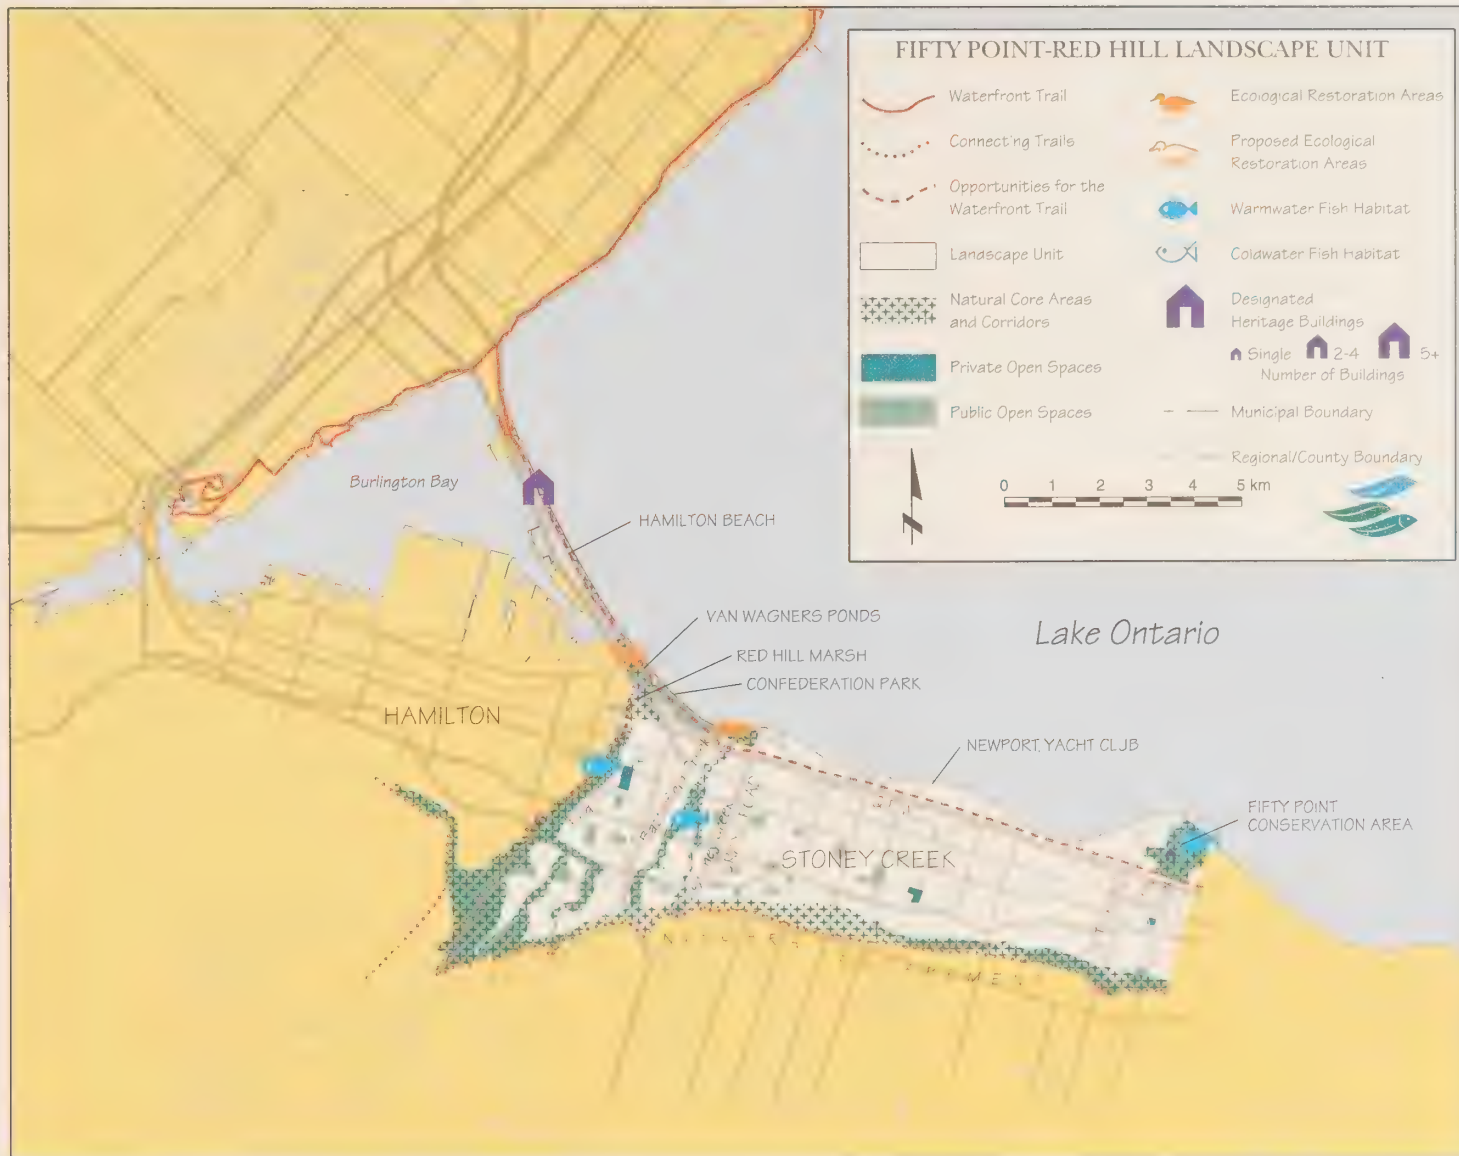 FIFTY POINT-RED HILL LANDSCAPE UNIT
Waterfront Trail
Connecting Trails
Opportunities for the
Waterfront Trail
Landscape Unit
Natural Core Areas
and Corridors
Private Open Spaces
Public Open Spaces
Ecological Restoration Areas
Proposed Ecological
Restoration Areas
Warmwater Fish Habitat
Coldwater Fish Habitat
Designated
Heritage Buildings
Single 2-4 5+
Number of Buildings
Municipal Boundary
Regional/County Boundary
0 1 2 3 4 5 km
Burlington Bay
HAMILTON BEACH
VAN WAGNERS PONDS
RED HILL MARSH
CONFEDERATION PARK
Lake Ontario
HAMILTON
NEWPORT YACHT CLUB
FIFTY POINT
CONSERVATION AREA
STONEY CREEK